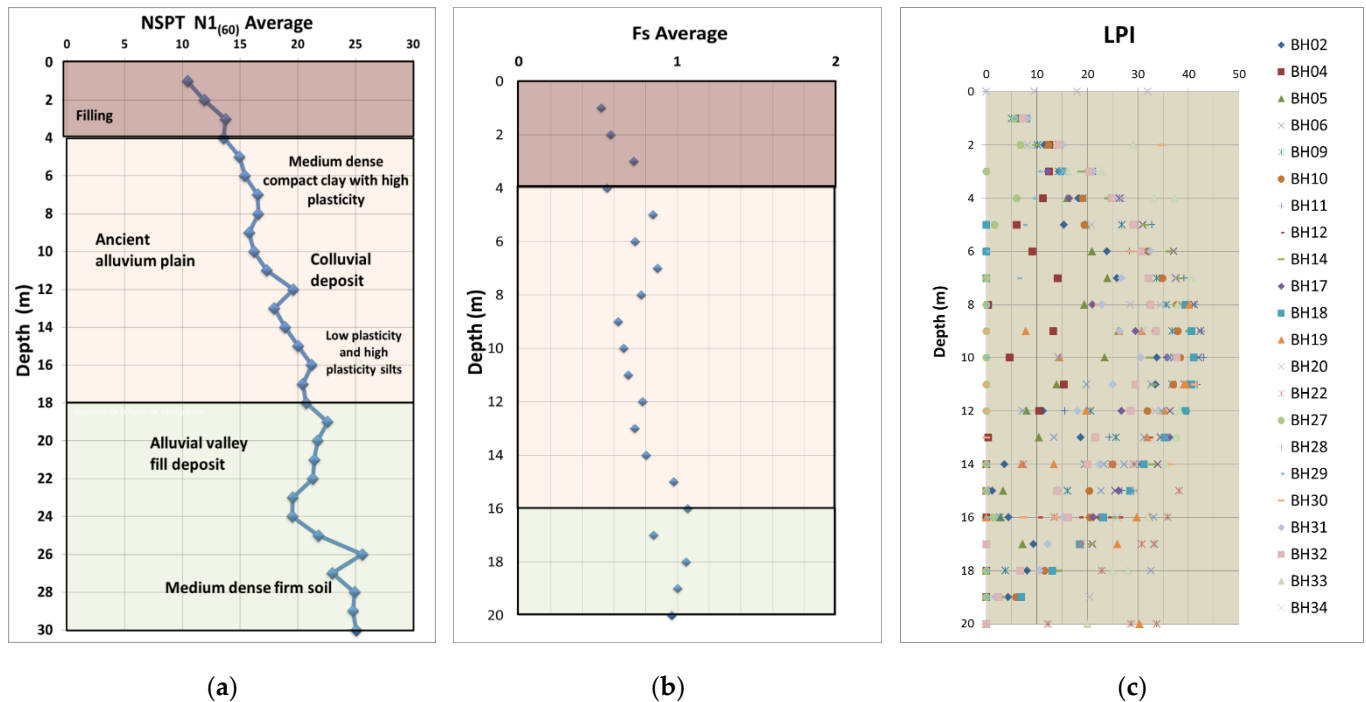 NSPT N1(60) Average
0 5 10 15 20 25 30
0
2
4
6
8
10
12
14
16
18
20
22
24
26
28
30
Depth (m)
Filling
Medium dense
compact clay with high
plasticity
Ancient
alluvium plain
Colluvial
deposit
Low plasticity
and high
plasticity silts
Alluvial valley
fill deposit
Medium dense firm soil
(a)
Fs Average
0 1 2
0
2
4
6
8
10
12
14
16
18
20
Depth (m)
(b)
LPI
0 10 20 30 40 50
0
2
4
6
8
10
12
14
16
18
20
Depth (m)
BH02
BH04
BH05
BH06
BH09
BH10
BH11
BH12
BH14
BH17
BH18
BH19
BH20
BH22
BH27
BH28
BH29
BH30
BH31
BH32
BH33
BH34
(c)